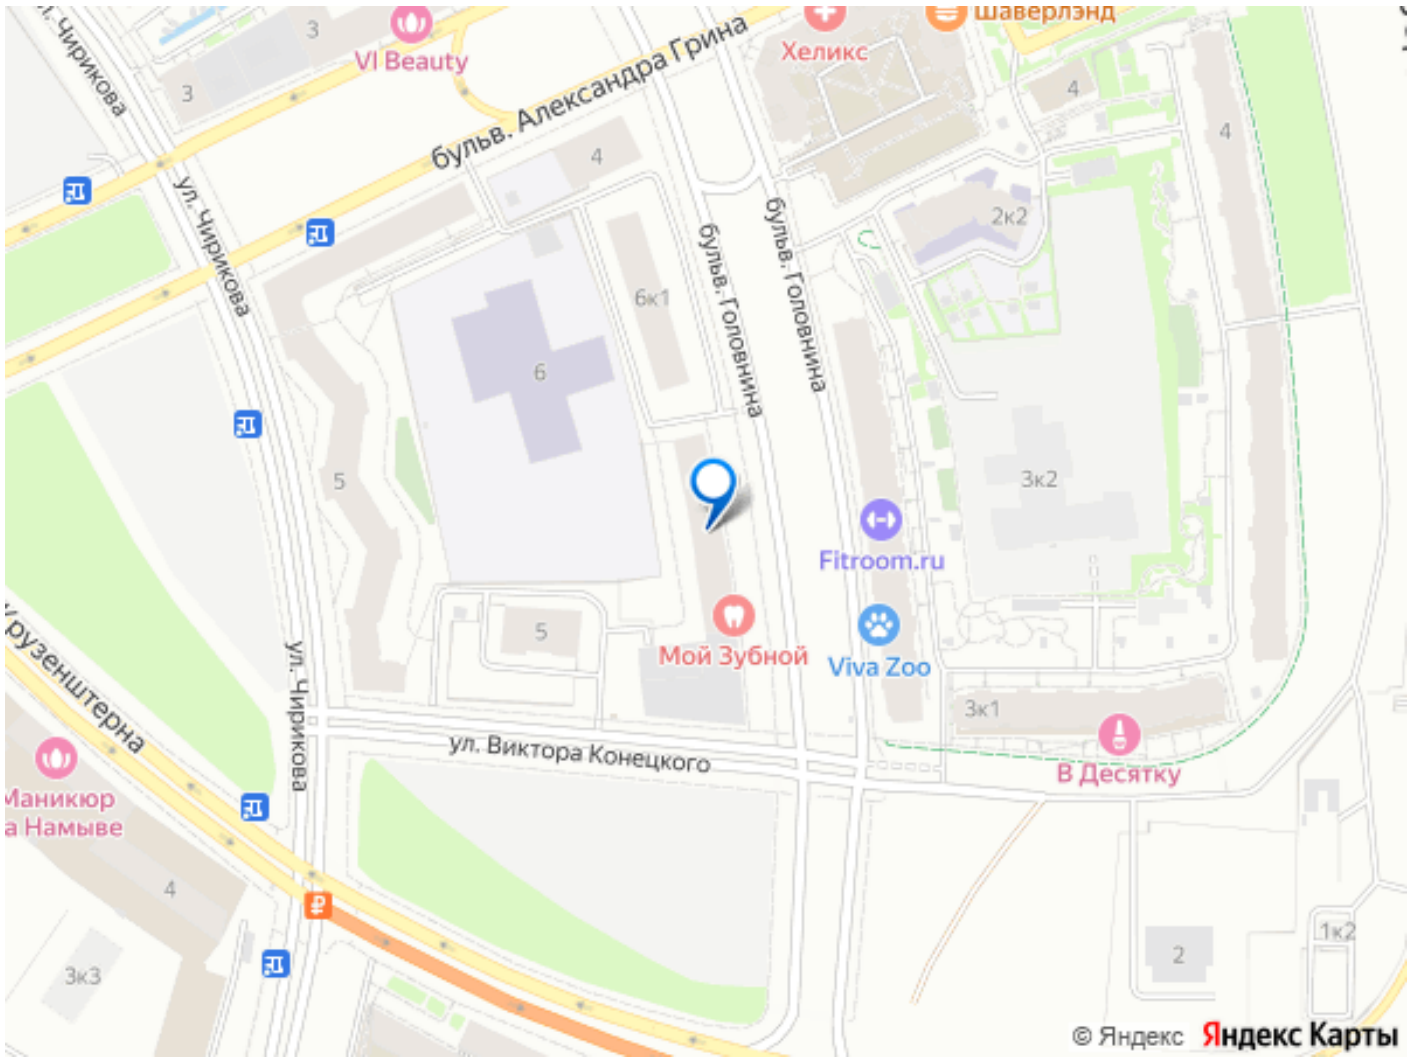 ул. Чирикова
3
VI Beauty
3
бульв. Александра Грина
Хеликс
Шаверлэнд
4
4
4
ул. Чирикова
бульв. Головнина
бульв. Головнина
2к2
6к1
6
5
3к2
Fitroom.ru
Мой Зубной
Viva Zoo
5
3к1
В Десятку
ул. Чирикова
ул. Виктора Конецкого
Крузенштерна
Маникюр
а Намыве
4
3к3
2
1к2
© Яндекс Яндекс Карты